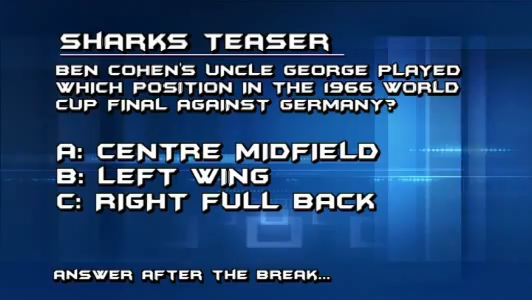 SHARKS TEASER
BEN COHEN'S UNCLE GEORGE PLAYED
WHICH POSITION IN THE 1966 WORLD
CUP FINAL AGAINST GERMANY?
A: CENTRE MIDFIELD
B: LEFT WING
C: RIGHT FULL BACK
ANSWER AFTER THE BREAK...